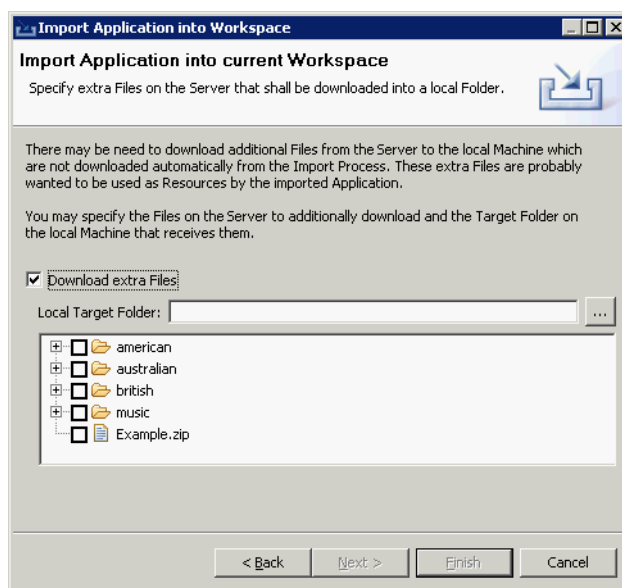 Import Application into Workspace
Import Application into current Workspace
Specify extra Files on the Server that shall be downloaded into a local Folder.
There may be need to download additional Files from the Server to the local Machine which
are not downloaded automatically from the Import Process. These extra Files are probably
wanted to be used as Resources by the imported Application.
You may specify the Files on the Server to additionally download and the Target Folder on
the local Machine that receives them.
Download extra Files
Local Target Folder: ...
american
australian
british
music
Example.zip
< Back Next > Finish Cancel